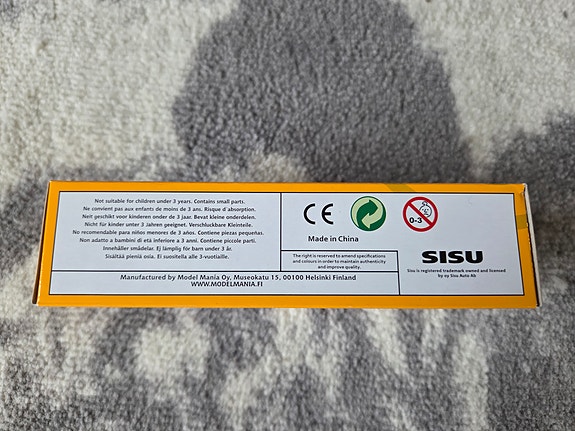 Not suitable for children under 3 years. Contains small parts.
Ne convient pas aux enfants de moins de 3 ans. Risque d'absorption.
Neit geschikt voor kinderen onder de 3 jaar. Bevat kleine onderdelen.
Nicht für kinder unter 3 Jahren geeignet. Verschluckbare Kleinteile.
No recomendable para niños menores de 3 años. Contiene piezas pequeñas.
Non adatto a bambini di età inferiore a 3 anni. Contiene piccole parti.
Innehåller smådelar. Ej lämplig för barn under 3 år.
Sisältää pieniä osia. Ei suositella alle 3-vuotiaille.
CE
0-3
Made in China
The right is reserved to amend specifications
and colours in order to maintain authenticity
and improve quality.
SISU
Sisu is registered trademark owned and licensed
by oy Sisu Auto Ab
Manufactured by Model Mania Oy, Museokatu 15, 00100 Helsinki Finland
WWW.MODELMANIA.FI